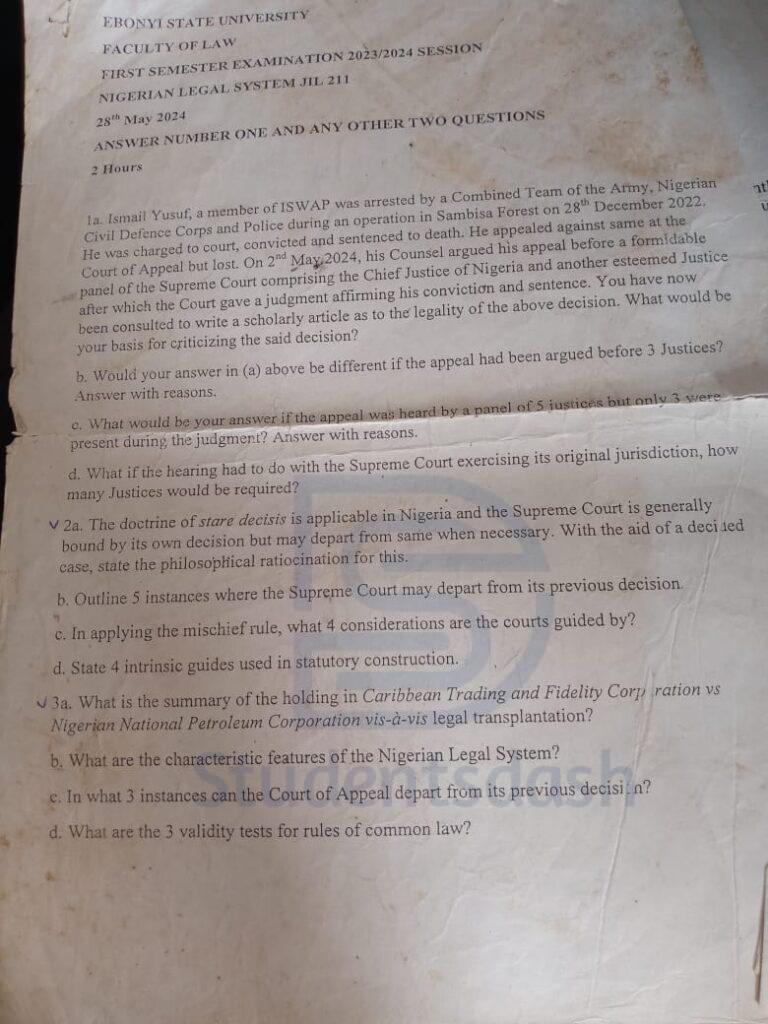 EBONYI STATE UNIVERSITY
FACULTY OF LAW
FIRST SEMESTER EXAMINATION 2023/2024 SESSION
NIGERIAN LEGAL SYSTEM JIL 211
28th May 2024
ANSWER NUMBER ONE AND ANY OTHER TWO QUESTIONS
2 Hours
1a. Ismail Yusuf, a member of ISWAP was arrested by a Combined Team of the Army, Nigerian
Civil Defence Corps and Police during an operation in Sambisa Forest on 28th December 2022.
He was charged to court, convicted and sentenced to death. He appealed against same at the
Court of Appeal but lost. On 2nd May,2024, his Counsel argued his appeal before a formidable
panel of the Supreme Court comprising the Chief Justice of Nigeria and another esteemed Justice
after which the Court gave a judgment affirming his conviction and sentence. You have now
been consulted to write a scholarly article as to the legality of the above decision. What would be
your basis for criticizing the said decision?
b. Would your answer in (a) above be different if the appeal had been argued before 3 Justices?
Answer with reasons.
c. What would be your answer if the appeal was heard by a panel of 5 justices but only 3 were
present during the judgment? Answer with reasons.
d. What if the hearing had to do with the Supreme Court exercising its original jurisdiction, how
many Justices would be required?
2a. The doctrine of stare decisis is applicable in Nigeria and the Supreme Court is generally
bound by its own decision but may depart from same when necessary. With the aid of a decided
case, state the philosophical ratiocination for this.
b. Outline 5 instances where the Supreme Court may depart from its previous decision.
c. In applying the mischief rule, what 4 considerations are the courts guided by?
d. State 4 intrinsic guides used in statutory construction.
3a. What is the summary of the holding in Caribbean Trading and Fidelity Corporation vs
Nigerian National Petroleum Corporation vis-à-vis legal transplantation?
b. What are the characteristic features of the Nigerian Legal System?
c. In what 3 instances can the Court of Appeal depart from its previous decision?
d. What are the 3 validity tests for rules of common law?
Studentsdash